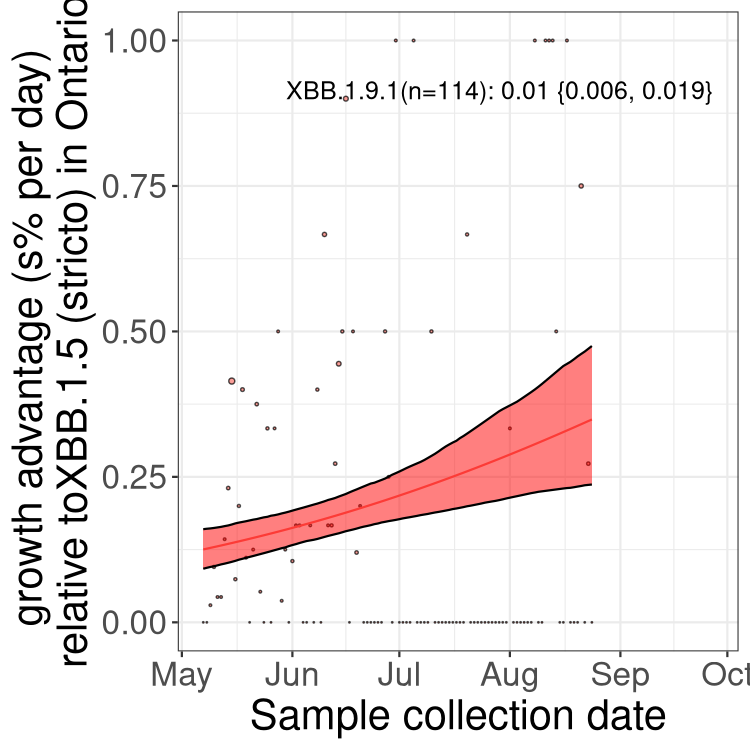 growth advantage (s% per day)
relative toXBB.1.5 (stricto) in Ontario
1.00
0.75
0.50
0.25
0.00
XBB.1.9.1(n=114): 0.01 {0.006, 0.019}
May Jun Jul Aug Sep Oct
Sample collection date